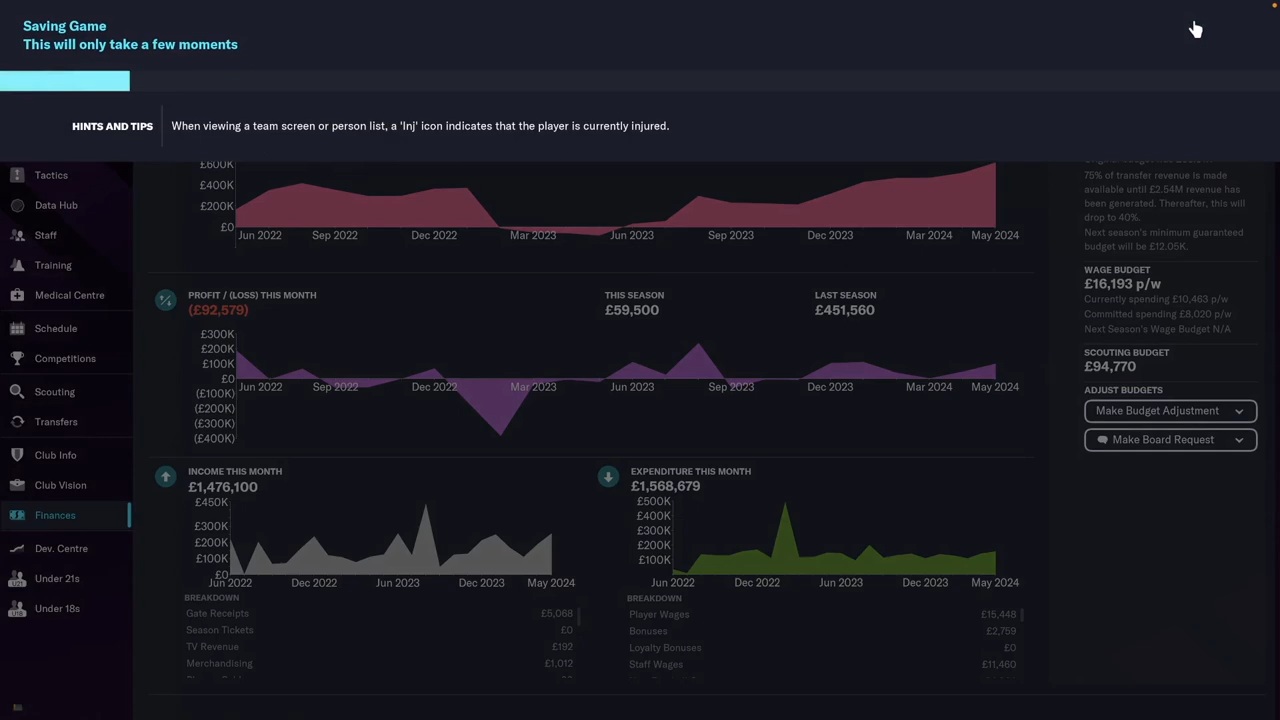 Saving Game
This will only take a few moments
HINTS AND TIPS
When viewing a team screen or person list, a 'Inj' icon indicates that the player is currently injured.
Tactics
Data Hub
Staff
Training
Medical Centre
Schedule
Competitions
Scouting
Transfers
Club Info
Club Vision
Finances
Dev. Centre
Under 21s
Under 18s
£600K
£400K
£200K
£0
Jun 2022 Sep 2022 Dec 2022 Mar 2023 Jun 2023 Sep 2023 Dec 2023 Mar 2024 May 2024
PROFIT / (LOSS) THIS MONTH
(£92,579)
THIS SEASON
£59,500
LAST SEASON
£451,560
£300K
£200K
£100K
£0
(£100K)
(£200K)
(£300K)
(£400K)
Jun 2022 Sep 2022 Dec 2022 Mar 2023 Jun 2023 Sep 2023 Dec 2023 Mar 2024 May 2024
INCOME THIS MONTH
£1,476,100
£450K
£300K
£200K
£100K
£0
Jun 2022 Dec 2022 Jun 2023 Dec 2023 May 2024
BREAKDOWN
Gate Receipts £5,068
Season Tickets £0
TV Revenue £192
Merchandising £1,012
EXPENDITURE THIS MONTH
£1,568,679
£500K
£400K
£300K
£200K
£100K
Jun 2022 Dec 2022 Jun 2023 Dec 2023 May 2024
BREAKDOWN
Player Wages £15,448
Bonuses £2,759
Loyalty Bonuses £0
Staff Wages £11,460
75% of transfer revenue is made
available until £2.54M revenue has
been generated. Thereafter, this will
drop to 40%.
Next season's minimum guaranteed
budget will be £12.05K.
WAGE BUDGET
£16,193 p/w
Currently spending £10,463 p/w
Committed spending £8,020 p/w
Next Season's Wage Budget N/A
SCOUTING BUDGET
£94,770
ADJUST BUDGETS
Make Budget Adjustment
Make Board Request